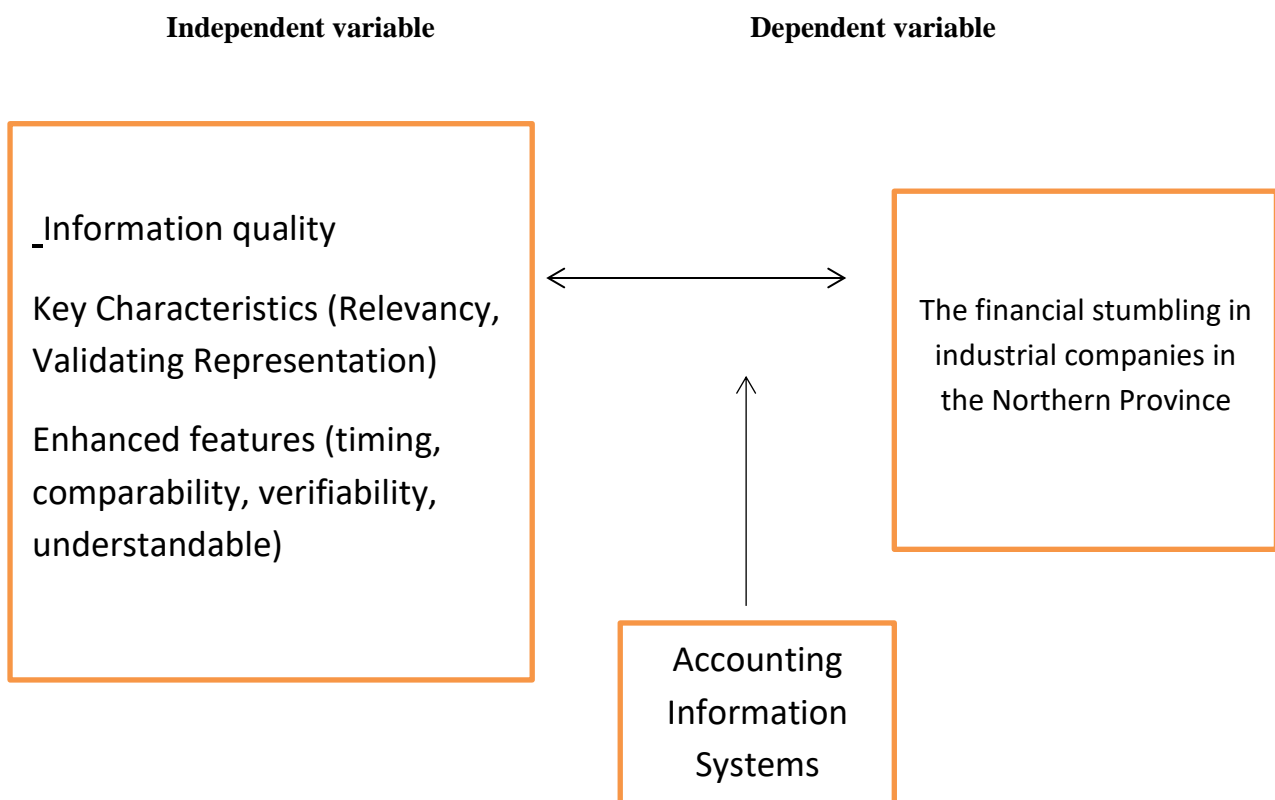 Independent variable
Dependent variable
Information quality
Key Characteristics (Relevancy,
Validating Representation)
Enhanced features (timing,
comparability, verifiability,
understandable)
The financial stumbling in
industrial companies in
the Northern Province
Accounting
Information
Systems